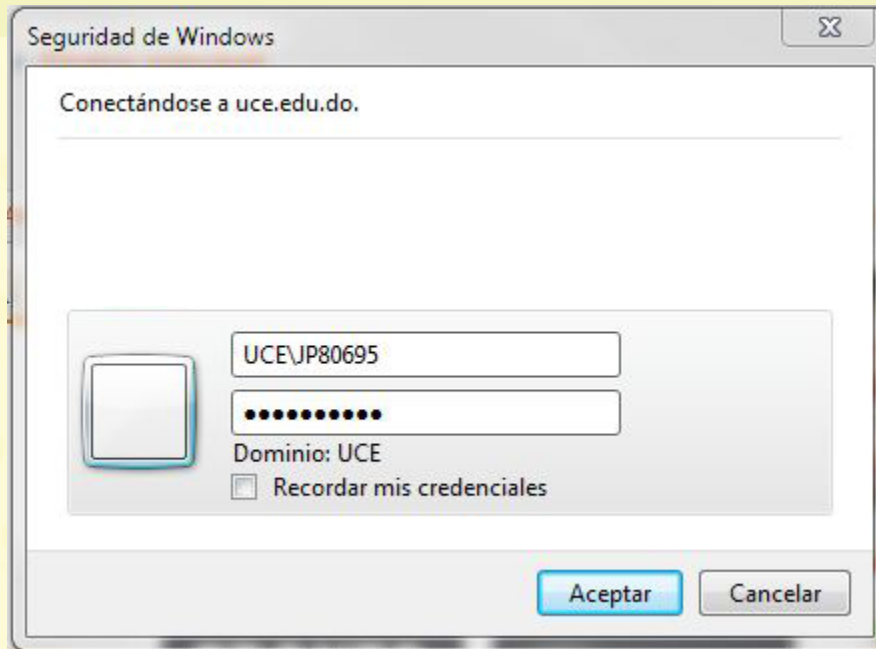 Seguridad de Windows
Conectándose a uce.edu.do.
UCE\JP80695
●●●●●●●●●●
Dominio: UCE
Recordar mis credenciales
Aceptar
Cancelar